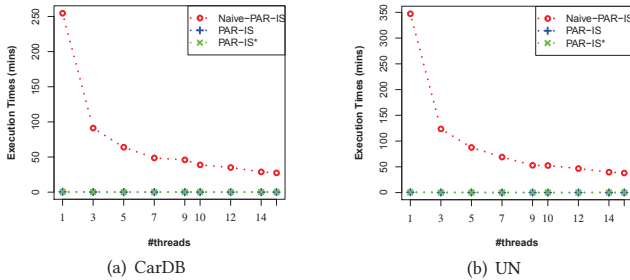 Execution Times (mins)
250
200
150
100
50
0
Naive-PAR-IS
PAR-IS
PAR-IS*
1 3 5 7 9 10 12 14
#threads
(a) CarDB
Execution Times (mins)
350
300
250
200
150
100
50
0
Naive-PAR-IS
PAR-IS
PAR-IS*
1 3 5 7 9 10 12 14
#threads
(b) UN